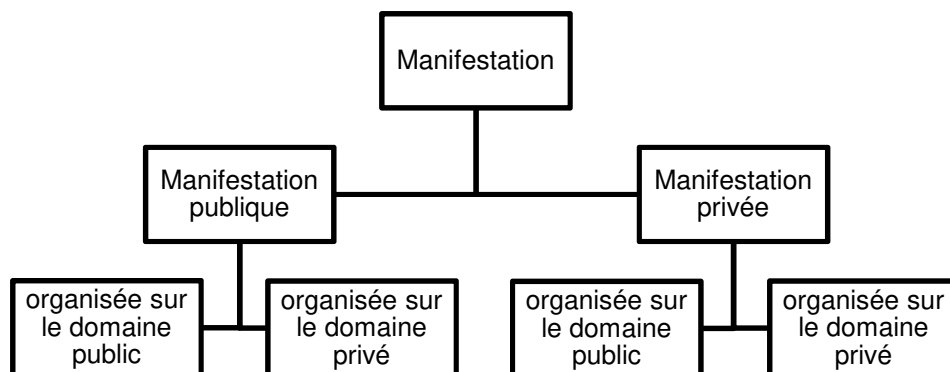 Manifestation
Manifestation
publique
Manifestation
privée
organisée sur
le domaine
public
organisée sur
le domaine
privé
organisée sur
le domaine
public
organisée sur
le domaine
privé